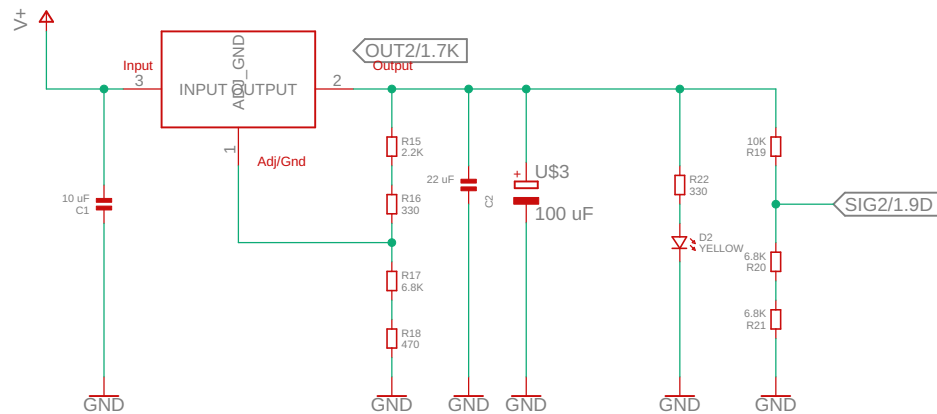 V+
OUT2/1.7K
Input
Output
3
INPUT
OUTPUT
ADJ_GND
2
1
Adj/Gnd
R15
2.2K
R16
330
R17
6.8K
R18
470
10 uF
C1
22 uF
C2
+
U$3
100 uF
R22
330
D2
YELLOW
10K
R19
SIG2/1.9D
6.8K
R20
6.8K
R21
GND
GND
GND
GND
GND
GND